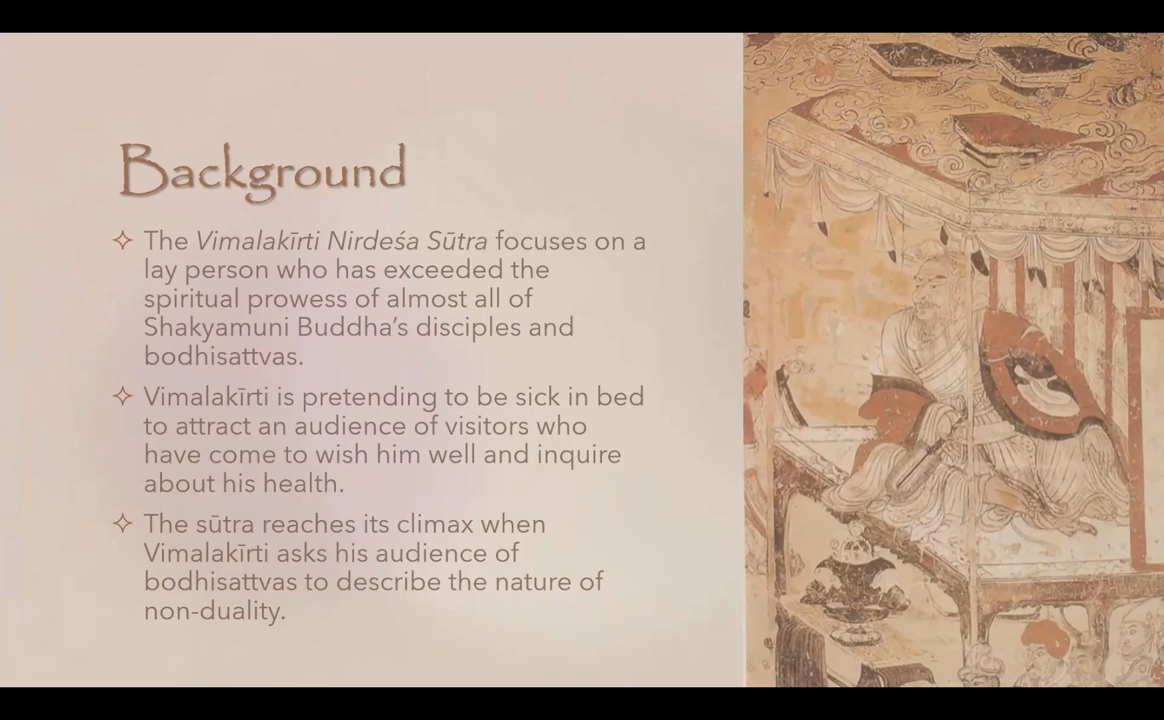 Background
The Vimalakīrti Nirdeśa Sūtra focuses on a
lay person who has exceeded the
spiritual prowess of almost all of
Shakyamuni Buddha’s disciples and
bodhisattvas.
Vimalakīrti is pretending to be sick in bed
to attract an audience of visitors who
have come to wish him well and inquire
about his health.
The sūtra reaches its climax when
Vimalakīrti asks his audience of
bodhisattvas to describe the nature of
non-duality.